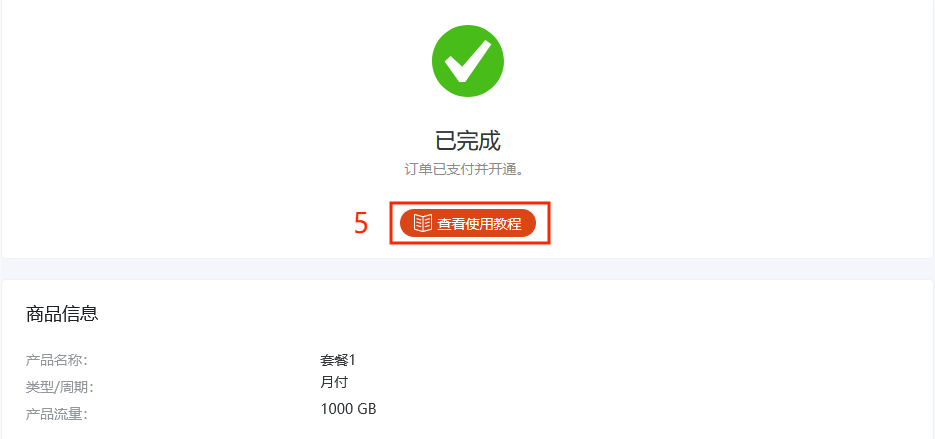 已完成
订单已支付并开通。
5 查看使用教程
商品信息
产品名称： 套餐1
类型/周期： 月付
产品流量： 1000 GB